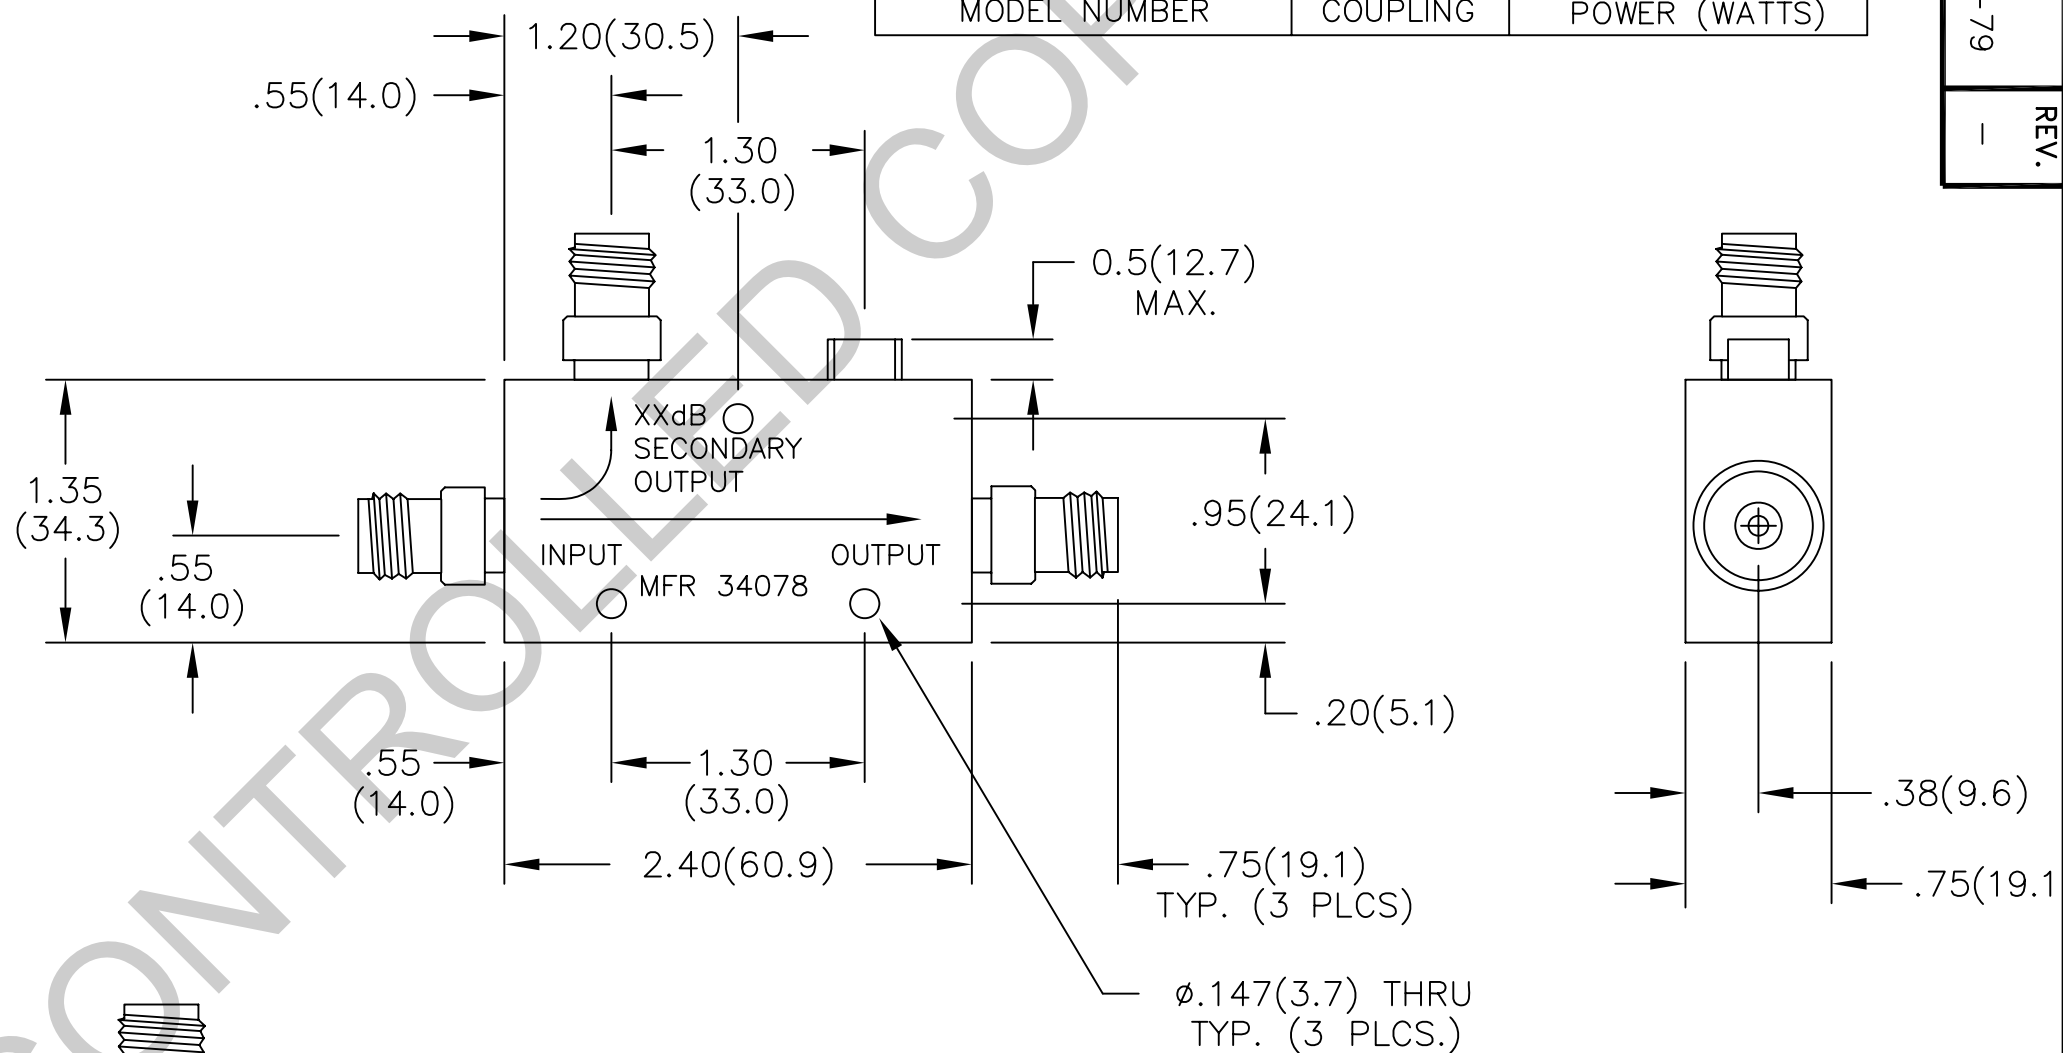 MODEL NUMBER COUPLING POWER (WATTS)
-79
REV.
-
1.20(30.5)
.55(14.0)
1.30
(33.0)
0.5(12.7)
MAX.
XXdB
SECONDARY
OUTPUT
1.35
(34.3)
.55
(14.0)
INPUT OUTPUT
MFR 34078
.95(24.1)
.20(5.1)
.55
(14.0)
1.30
(33.0)
2.40(60.9)
.75(19.1)
TYP. (3 PLCS)
.38(9.6)
.75(19.1
ø.147(3.7) THRU
TYP. (3 PLCS.)
CONTROLLED COP